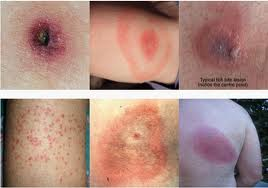 Typical tick bite lesion
(notice the centre point)